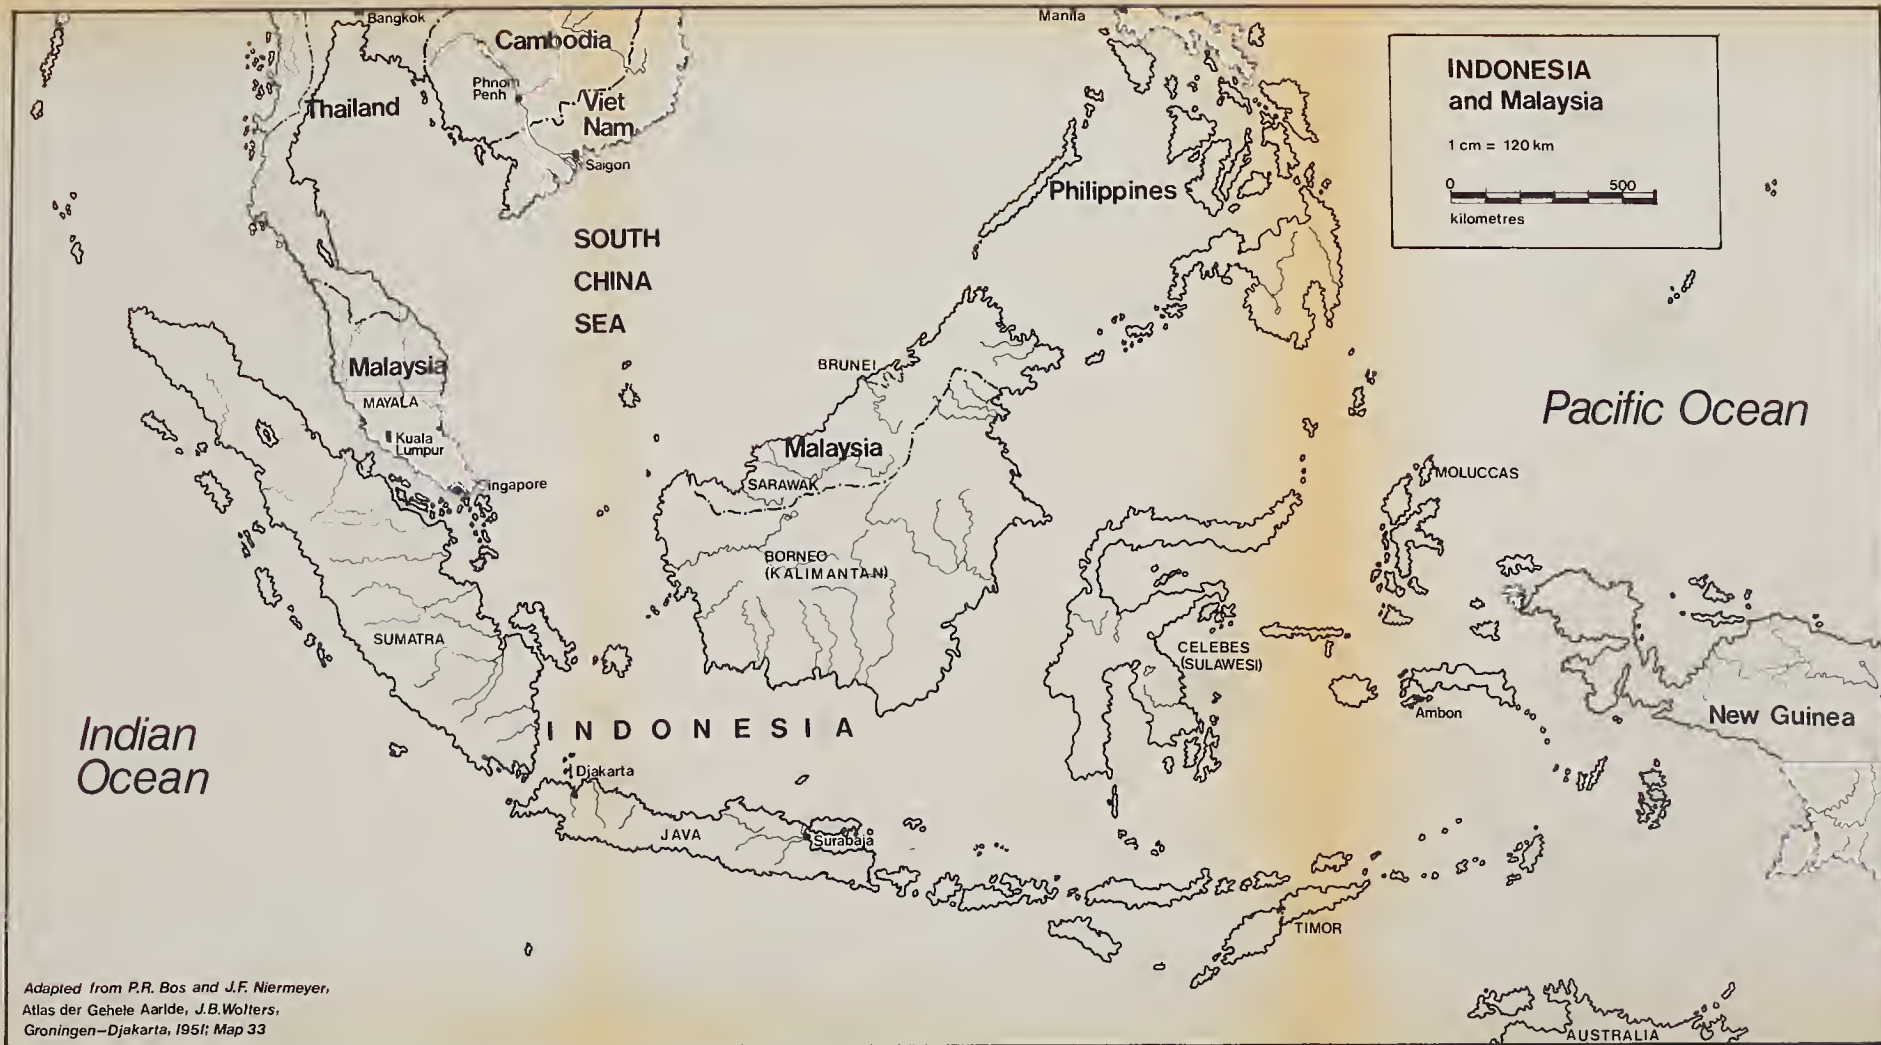 Bangkok
Cambodia
Phnom
Penh
Thailand
Viet
Nam
Saigon
Manila
INDONESIA
and Malaysia
1 cm = 120 km
0 500
kilometres
Philippines
SOUTH
CHINA
SEA
BRUNEI
Malaysia
MAYALA
Kuala
Lumpur
Malaysia
SARAWAK
Singapore
Pacific Ocean
MOLUCCAS
BORNEO
(KALIMANTAN)
SUMATRA
CELEBES
(SULAWESI)
Ambon
New Guinea
Indian
Ocean
INDONESIA
Djakarta
JAVA
Surabaja
TIMOR
AUSTRALIA
Adapted from P.R. Bos and J.F. Niermeyer,
Atlas der Gehele Aarlde, J.B.Wolters,
Groningen–Djakarta, 1951; Map 33